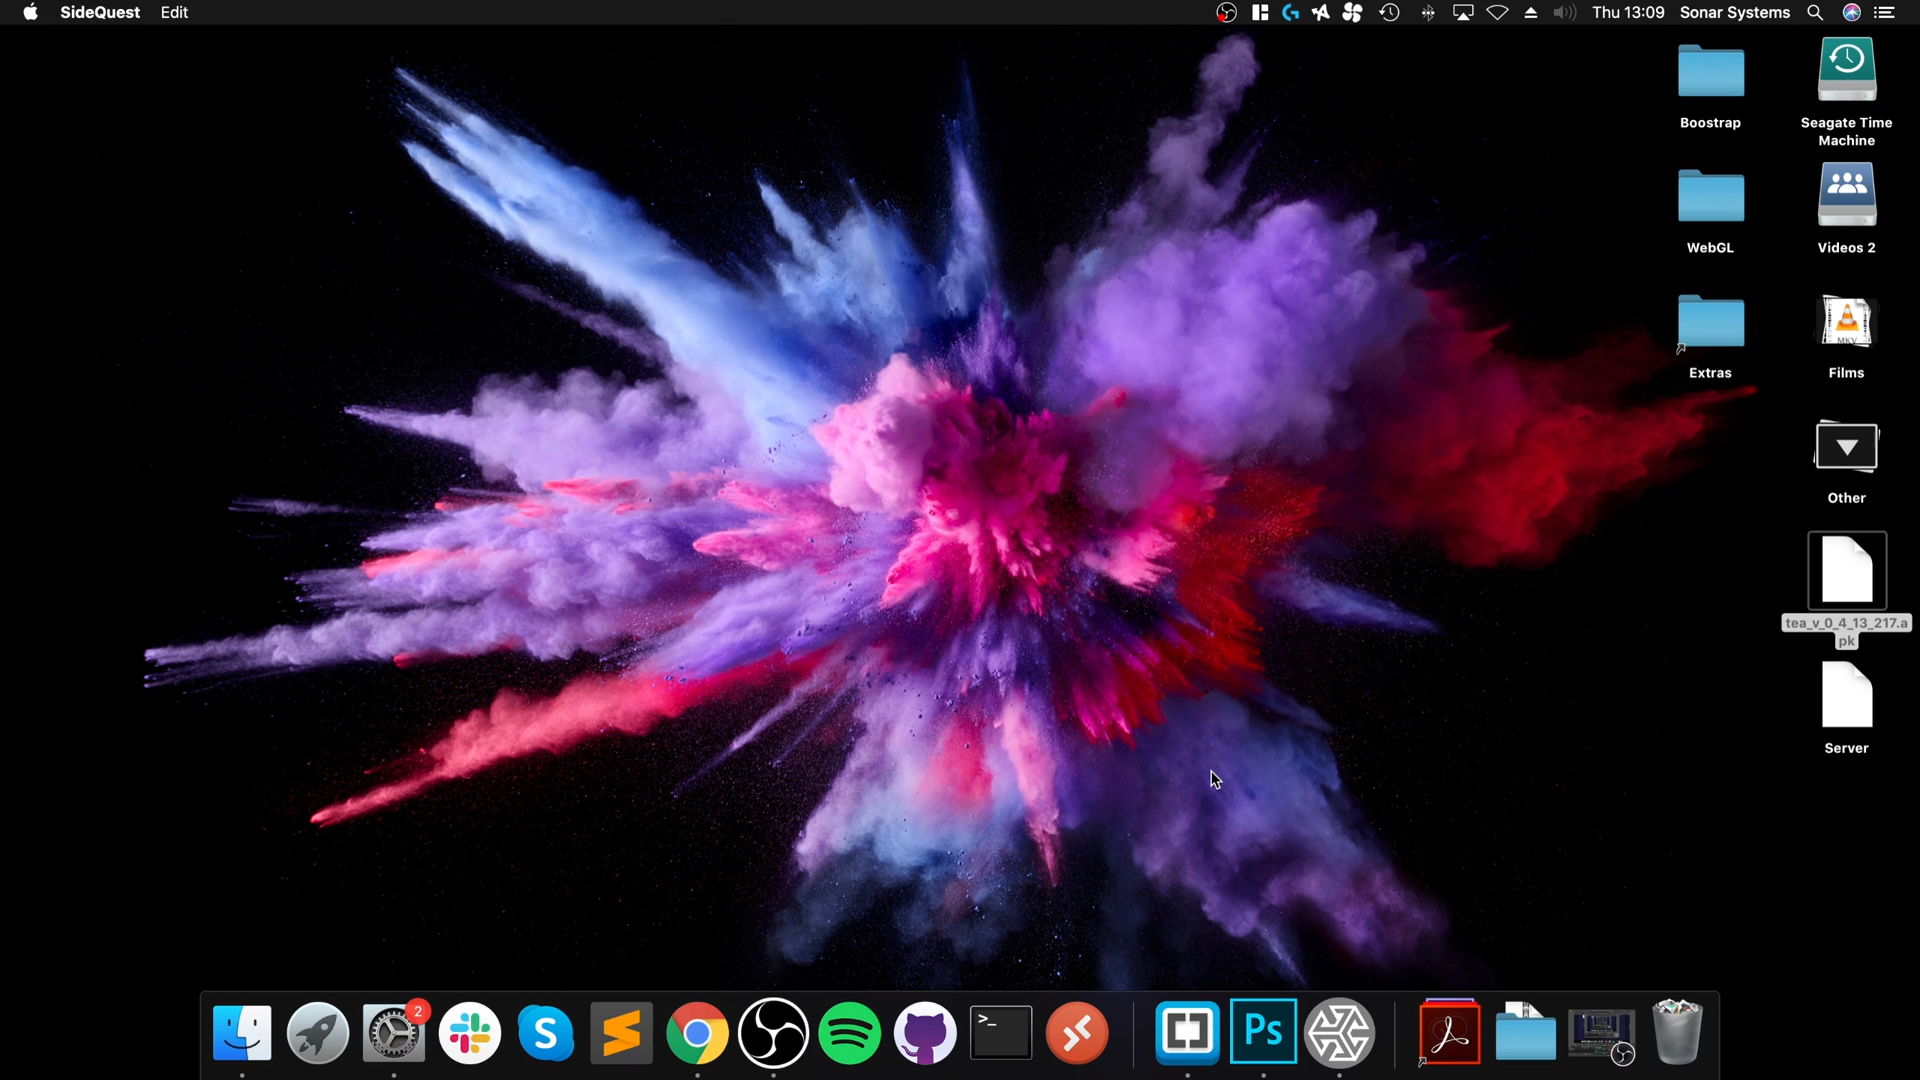 SideQuest Edit Thu 13:09 Sonar Systems
Boostrap
Seagate Time
Machine
WebGL
Videos 2
Extras
MKV
Films
Other
tea_v_0_4_13_217.a
pk
Server
2
S
>_
Ps